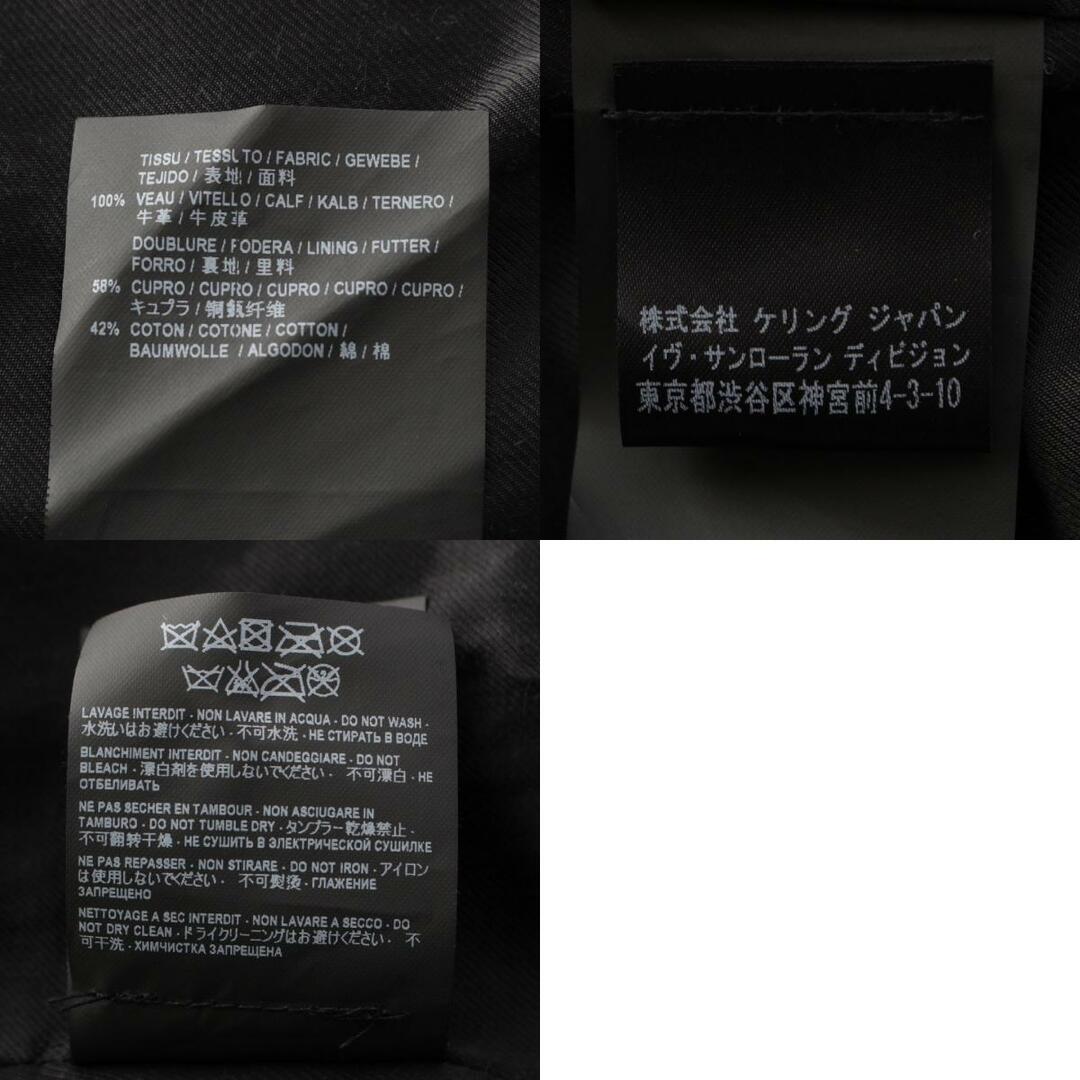 TISSU / TESSUTO / FABRIC / GEWEBE /
TEJIDO / 表地 / 面料
100% VEAU / VITELLO / CALF / KALB / TERNERO /
牛革 / 牛皮革
DOUBLURE / FODERA / LINING / FUTTER /
FORRO / 裏地 / 里料
58% CUPRO / CUPRO / CUPRO / CUPRO / CUPRO /
キュプラ / 铜氨纤维
42% COTON / COTONE / COTTON /
BAUMWOLLE / ALGODON / 綿 / 棉
株式会社 ケリング ジャパン
イヴ・サンローラン ディビジョン
東京都渋谷区神宮前4-3-10
LAVAGE INTERDIT - NON LAVARE IN ACQUA - DO NOT WASH -
水洗いはお避けください - 不可水洗 - НЕ СТИРАТЬ В ВОДЕ
BLANCHIMENT INTERDIT - NON CANDEGGIARE - DO NOT
BLEACH - 漂白剤を使用しないでください - 不可漂白 - НЕ
ОТБЕЛИВАТЬ
NE PAS SECHER EN TAMBOUR - NON ASCIUGARE IN
TAMBURO - DO NOT TUMBLE DRY - タンブラー乾燥禁止 -
不可翻转干燥 - НЕ СУШИТЬ В ЭЛЕКТРИЧЕСКОЙ СУШИЛКЕ
NE PAS REPASSER - NON STIRARE - DO NOT IRON - アイロン
は使用しないでください - 不可熨烫 - ГЛАЖЕНИЕ
ЗАПРЕЩЕНО
NETTOYAGE A SEC INTERDIT - NON LAVARE A SECCO - DO
NOT DRY CLEAN - ドライクリーニングはお避けください - 不
可干洗 - ХИМЧИСТКА ЗАПРЕЩЕНА